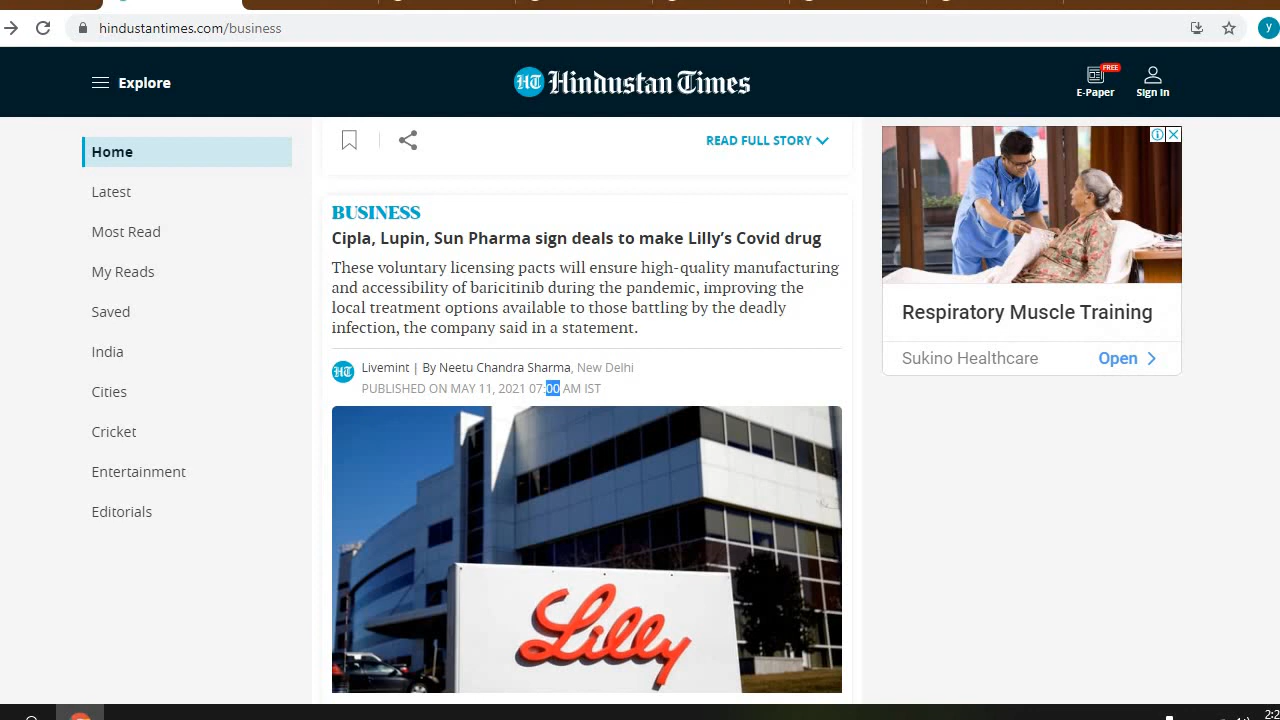 hindustantimes.com/business
y
Explore
HT Hindustan Times
FREE
E-Paper
Sign In
Home
Latest
Most Read
My Reads
Saved
India
Cities
Cricket
Entertainment
Editorials
READ FULL STORY
BUSINESS
Cipla, Lupin, Sun Pharma sign deals to make Lilly’s Covid drug
These voluntary licensing pacts will ensure high-quality manufacturing
and accessibility of baricitinib during the pandemic, improving the
local treatment options available to those battling by the deadly
infection, the company said in a statement.
HT
Livemint | By Neetu Chandra Sharma, New Delhi
PUBLISHED ON MAY 11, 2021 07:00 AM IST
Lilly
Respiratory Muscle Training
Sukino Healthcare
Open